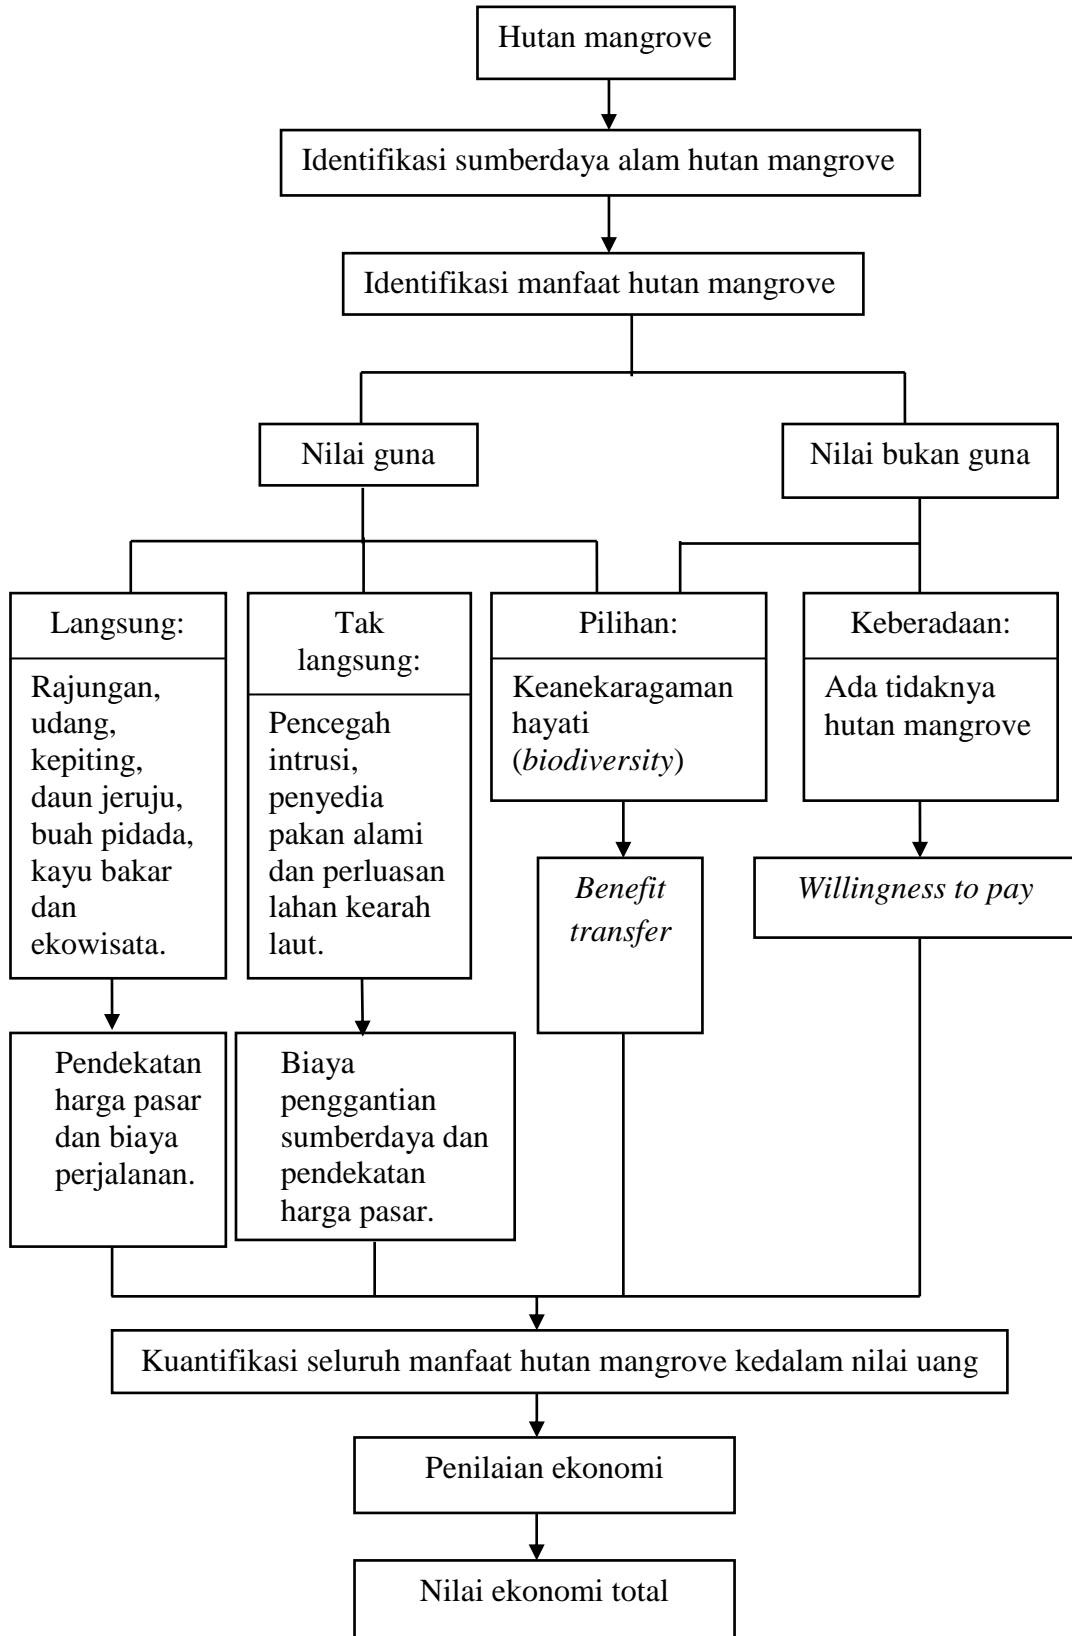 Hutan mangrove
Identifikasi sumberdaya alam hutan mangrove
Identifikasi manfaat hutan mangrove
Nilai guna
Nilai bukan guna
Langsung:
Rajungan,
udang,
kepiting,
daun jeruju,
buah pidada,
kayu bakar
dan
ekowisata.
Tak
langsung:
Pencegah
intrusi,
penyedia
pakan alami
dan perluasan
lahan kearah
laut.
Pilihan:
Keanekaragaman
hayati
(biodiversity)
Keberadaan:
Ada tidaknya
hutan mangrove
Benefit
transfer
Willingness to pay
Pendekatan
harga pasar
dan biaya
perjalanan.
Biaya
penggantian
sumberdaya dan
pendekatan
harga pasar.
Kuantifikasi seluruh manfaat hutan mangrove kedalam nilai uang
Penilaian ekonomi
Nilai ekonomi total